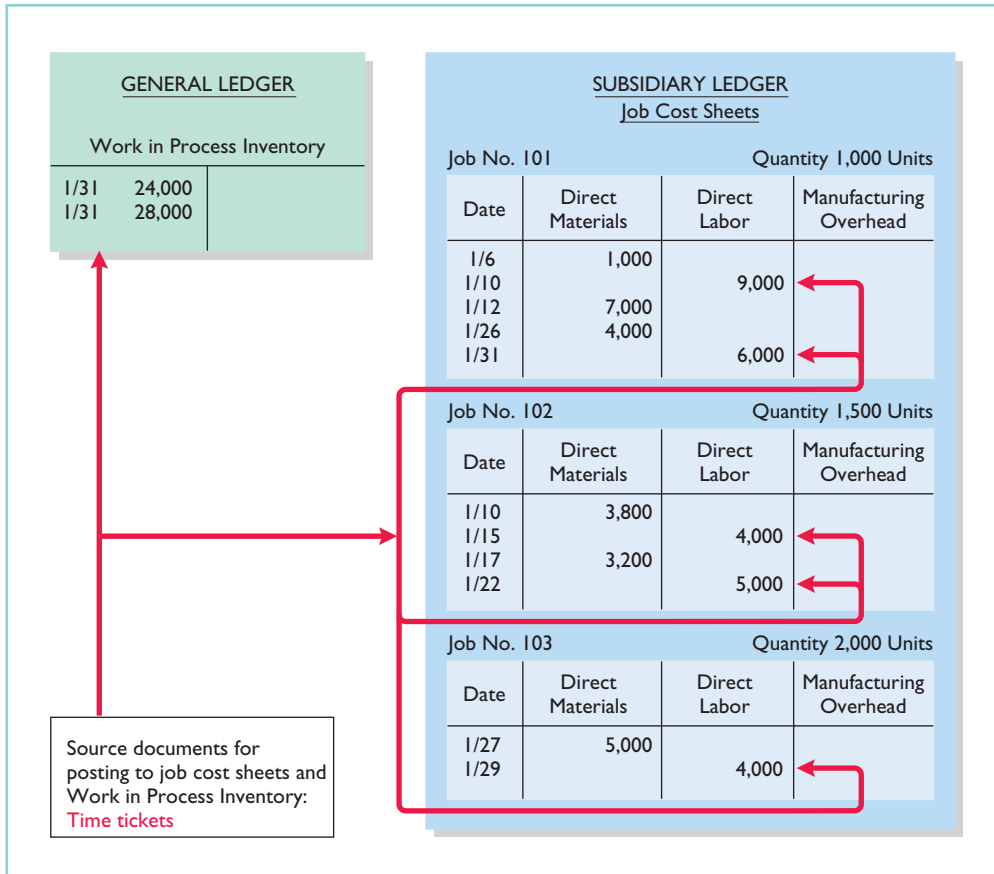 GENERAL LEDGER
Work in Process Inventory
1/31 24,000
1/31 28,000
SUBSIDIARY LEDGER
Job Cost Sheets
Job No. 101 Quantity 1,000 Units
Date Direct Materials Direct Labor Manufacturing Overhead
1/6 1,000
1/10 9,000
1/12 7,000
1/26 4,000
1/31 6,000
Job No. 102 Quantity 1,500 Units
Date Direct Materials Direct Labor Manufacturing Overhead
1/10 3,800
1/15 4,000
1/17 3,200
1/22 5,000
Job No. 103 Quantity 2,000 Units
Date Direct Materials Direct Labor Manufacturing Overhead
1/27 5,000
1/29 4,000
Source documents for
posting to job cost sheets and
Work in Process Inventory:
Time tickets